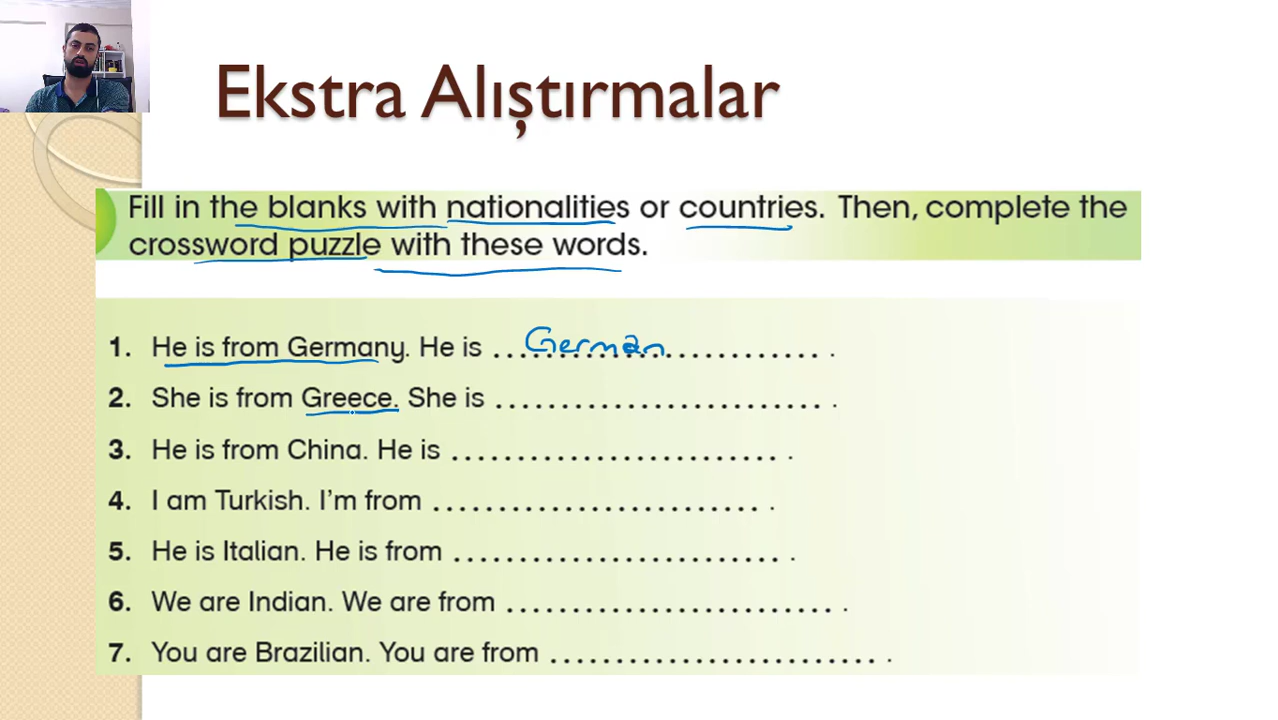 Ekstra Alıştırmalar
Fill in the blanks with nationalities or countries. Then, complete the
crossword puzzle with these words.
1. He is from Germany. He is ....German.......................... .
2. She is from Greece. She is .............................. .
3. He is from China. He is .............................. .
4. I am Turkish. I'm from .............................. .
5. He is Italian. He is from .............................. .
6. We are Indian. We are from .............................. .
7. You are Brazilian. You are from .............................. .